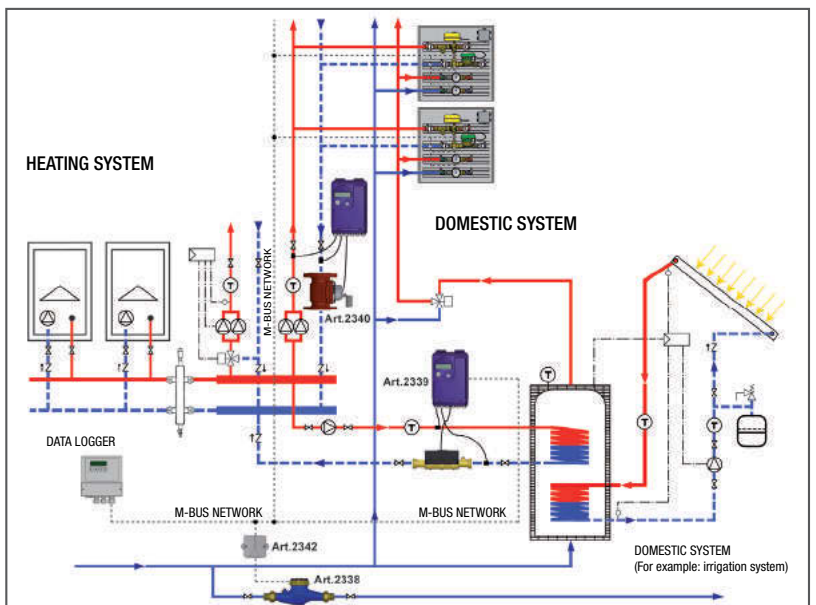 HEATING SYSTEM
DOMESTIC SYSTEM
M-BUS NETWORK
Art.2340
Art.2339
T
T
T
T
T
T
DATA LOGGER
M-BUS NETWORK
M-BUS NETWORK
Art.2342
Art.2338
DOMESTIC SYSTEM
(For example: irrigation system)